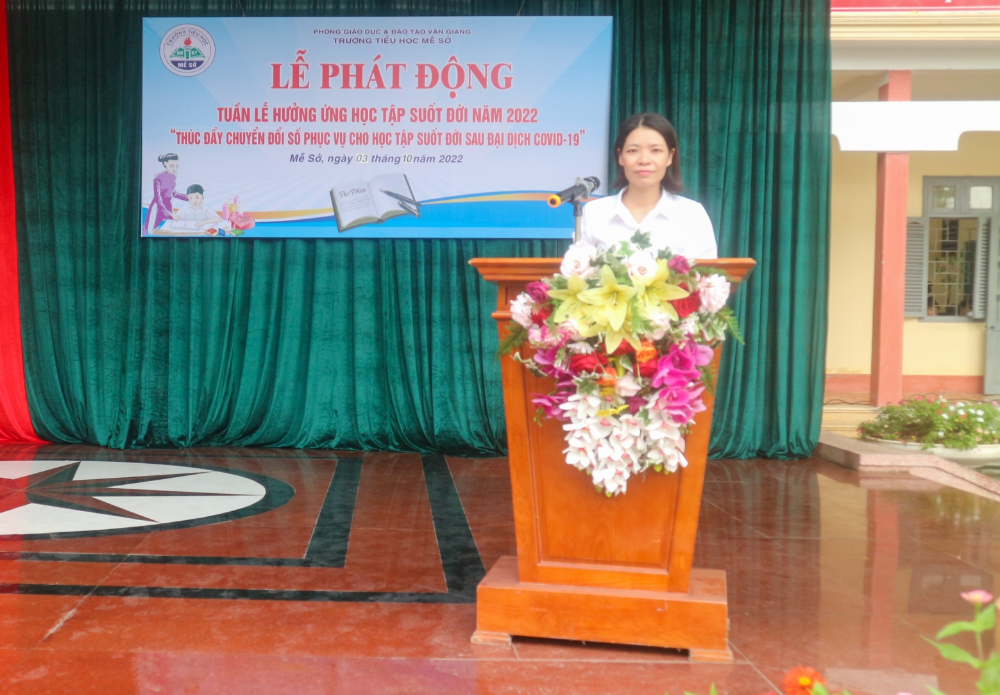 TRƯỜNG TIỂU HỌC
GD ĐT
MỄ SỞ
PHÒNG GIÁO DỤC & ĐÀO TẠO VĂN GIANG
TRƯỜNG TIỂU HỌC MỄ SỞ
LỄ PHÁT ĐỘNG
TUẦN LỄ HƯỞNG ỨNG HỌC TẬP SUỐT ĐỜI NĂM 2022
“THÚC ĐẨY CHUYỂN ĐỔI SỐ PHỤC VỤ CHO HỌC TẬP SUỐT ĐỜI SAU ĐẠI DỊCH COVID-19”
Mễ Sở, ngày 03 tháng 10 năm 2022